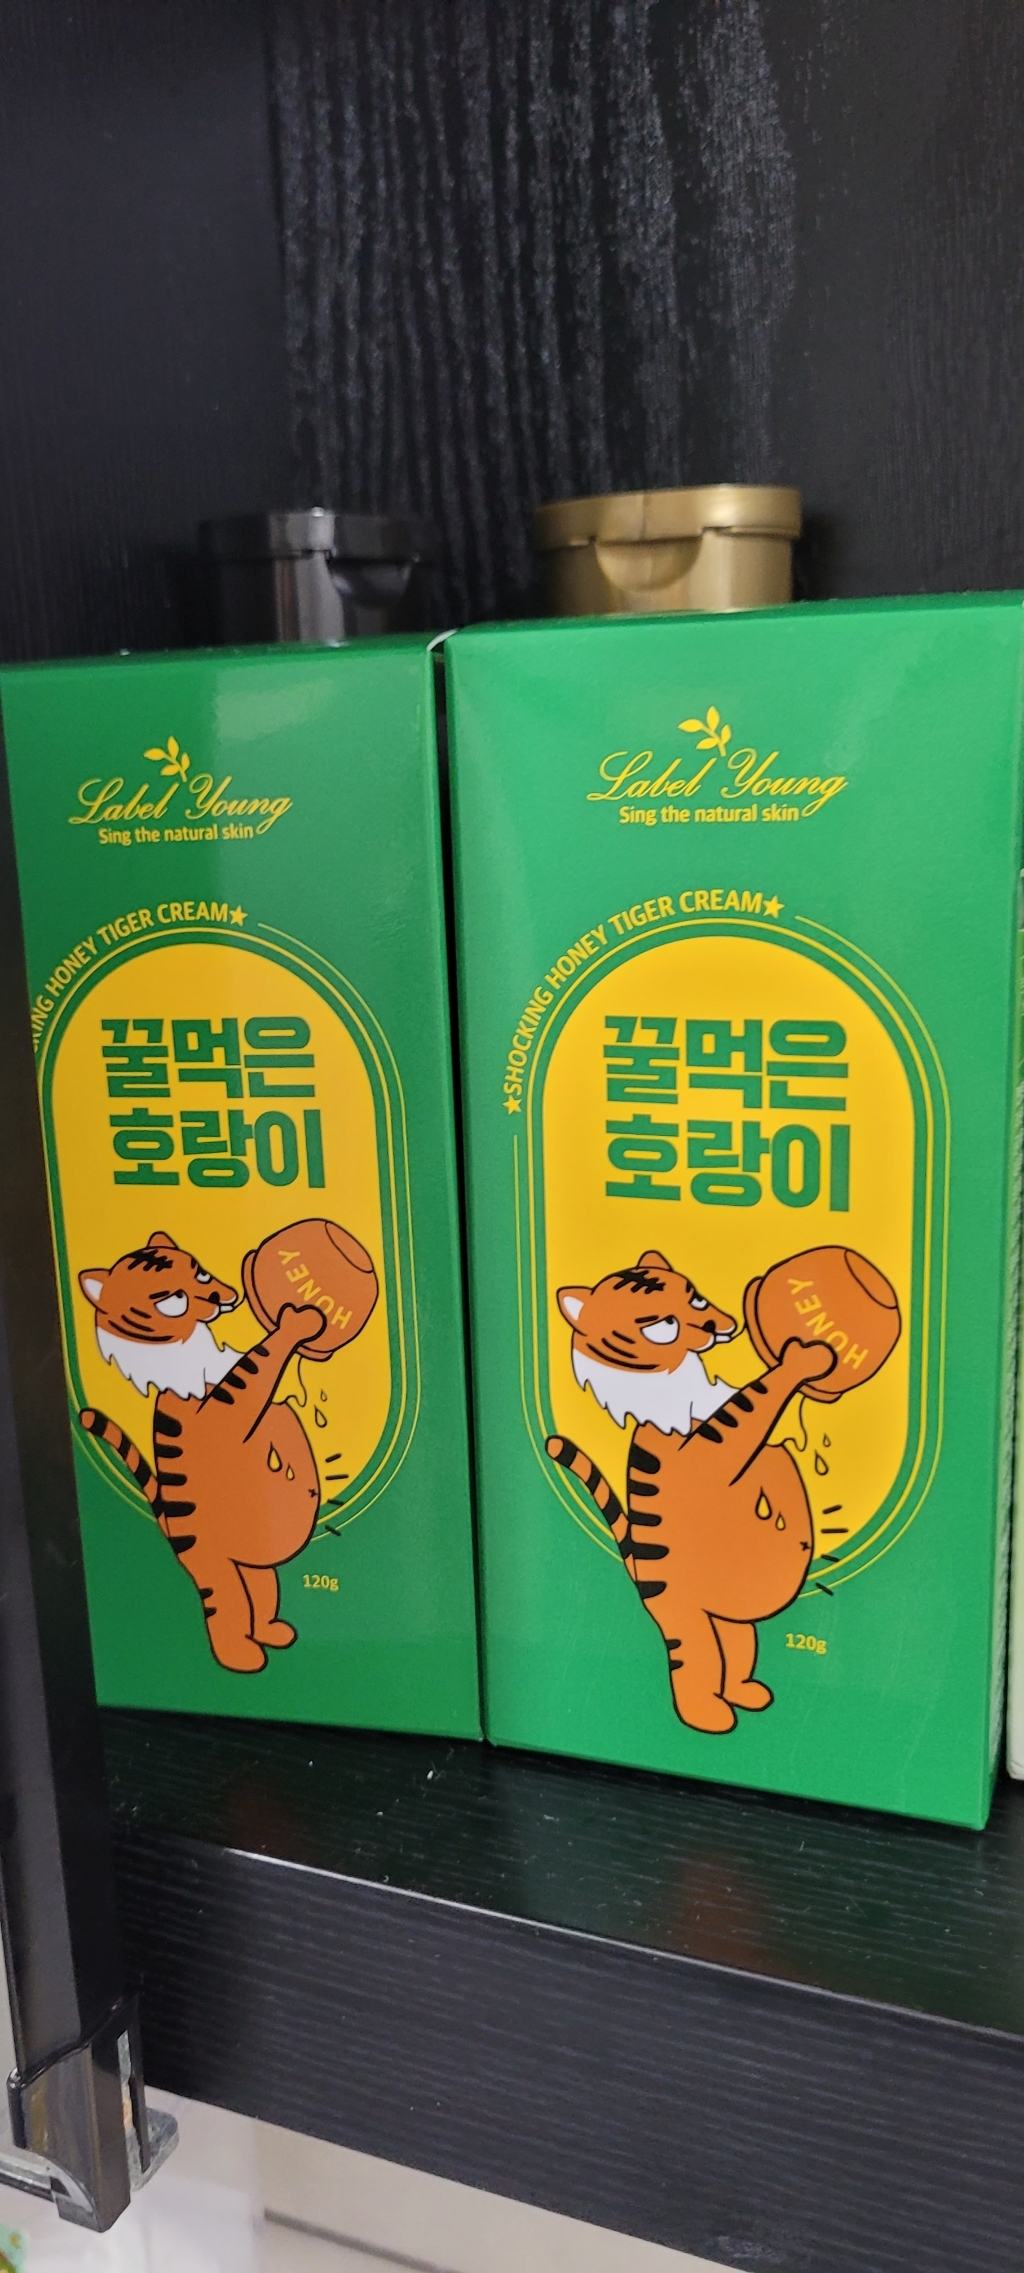 Label Young
Sing the natural skin
KING HONEY TIGER CREAM★
꿀먹은
호랑이
HONEY
120g
Label Young
Sing the natural skin
★SHOCKING HONEY TIGER CREAM★
꿀먹은
호랑이
HONEY
120g